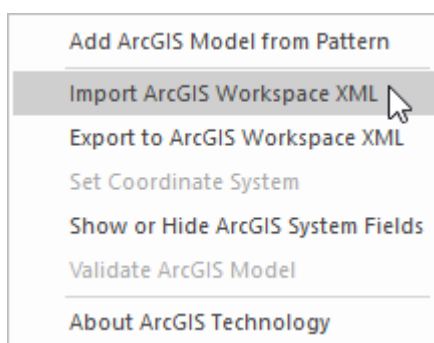 Add ArcGIS Model from Pattern
Import ArcGIS Workspace XML
Export to ArcGIS Workspace XML
Set Coordinate System
Show or Hide ArcGIS System Fields
Validate ArcGIS Model
About ArcGIS Technology